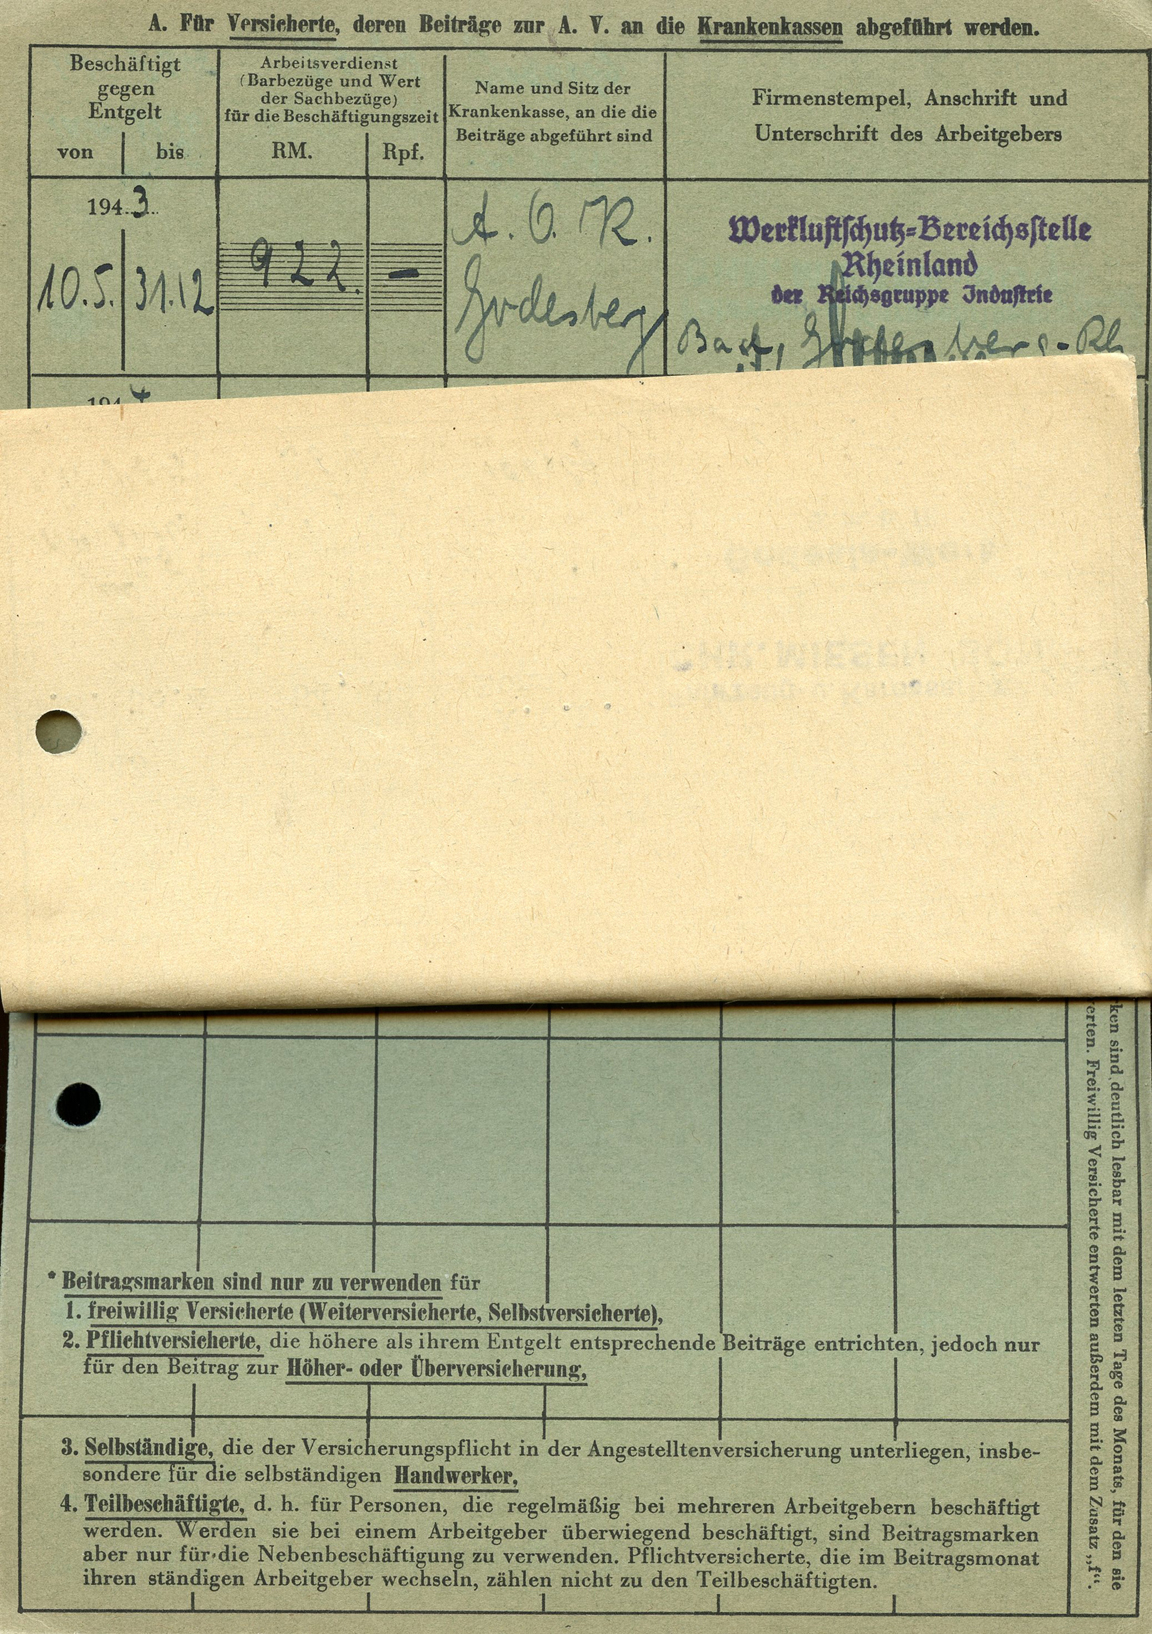 A. Für Versicherte, deren Beiträge zur A. V. an die Krankenkassen abgeführt werden.
Beschäftigt
gegen
Entgelt
von bis
Arbeitsverdienst
(Barbezüge und Wert
der Sachbezüge)
für die Beschäftigungszeit
RM. Rpf.
Name und Sitz der
Krankenkasse, an die die
Beiträge abgeführt sind
Firmenstempel, Anschrift und
Unterschrift des Arbeitgebers
1943
10.5. 31.12
922. –
A. O. K.
Godesberg
Werkluftschutz-Bereichsstelle
Rheinland
der Reichsgruppe Industrie
Bad Godesberg-Rh
194
* Beitragsmarken sind nur zu verwenden für
1. freiwillig Versicherte (Weiterversicherte, Selbstversicherte),
2. Pflichtversicherte, die höhere als ihrem Entgelt entsprechende Beiträge entrichten, jedoch nur
für den Beitrag zur Höher- oder Überversicherung,
3. Selbständige, die der Versicherungspflicht in der Angestelltenversicherung unterliegen, insbe-
sondere für die selbständigen Handwerker,
4. Teilbeschäftigte, d. h. für Personen, die regelmäßig bei mehreren Arbeitgebern beschäftigt
werden. Werden sie bei einem Arbeitgeber überwiegend beschäftigt, sind Beitragsmarken
aber nur für die Nebenbeschäftigung zu verwenden. Pflichtversicherte, die im Beitragsmonat
ihren ständigen Arbeitgeber wechseln, zählen nicht zu den Teilbeschäftigten.
ken sind deutlich lesbar mit dem letzten Tage des Monats, für den sie
erten. Freiwillig Versicherte entwerten außerdem mit dem Zusatz „f“.